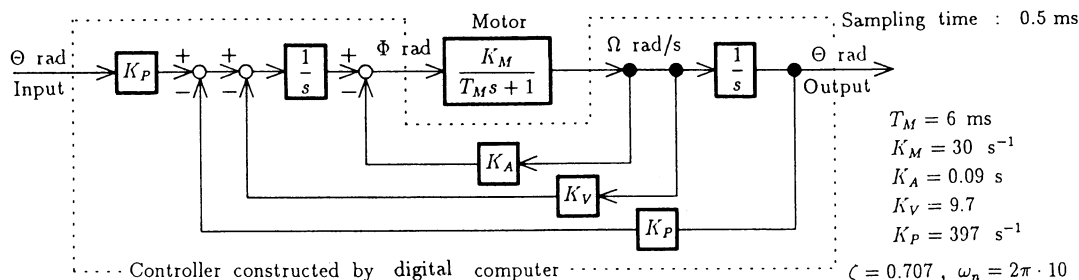 Motor
Sampling time : 0.5 ms
Θ rad
Input
K_P
+
−
+
−
1
s
+
−
Φ rad
K_M
T_M s + 1
Ω rad/s
1
s
Θ rad
Output
K_A
K_V
K_P
T_M = 6 ms
K_M = 30 s⁻¹
K_A = 0.09 s
K_V = 9.7
K_P = 397 s⁻¹
ζ = 0.707 , ω_n = 2π · 10
Controller constructed by digital computer